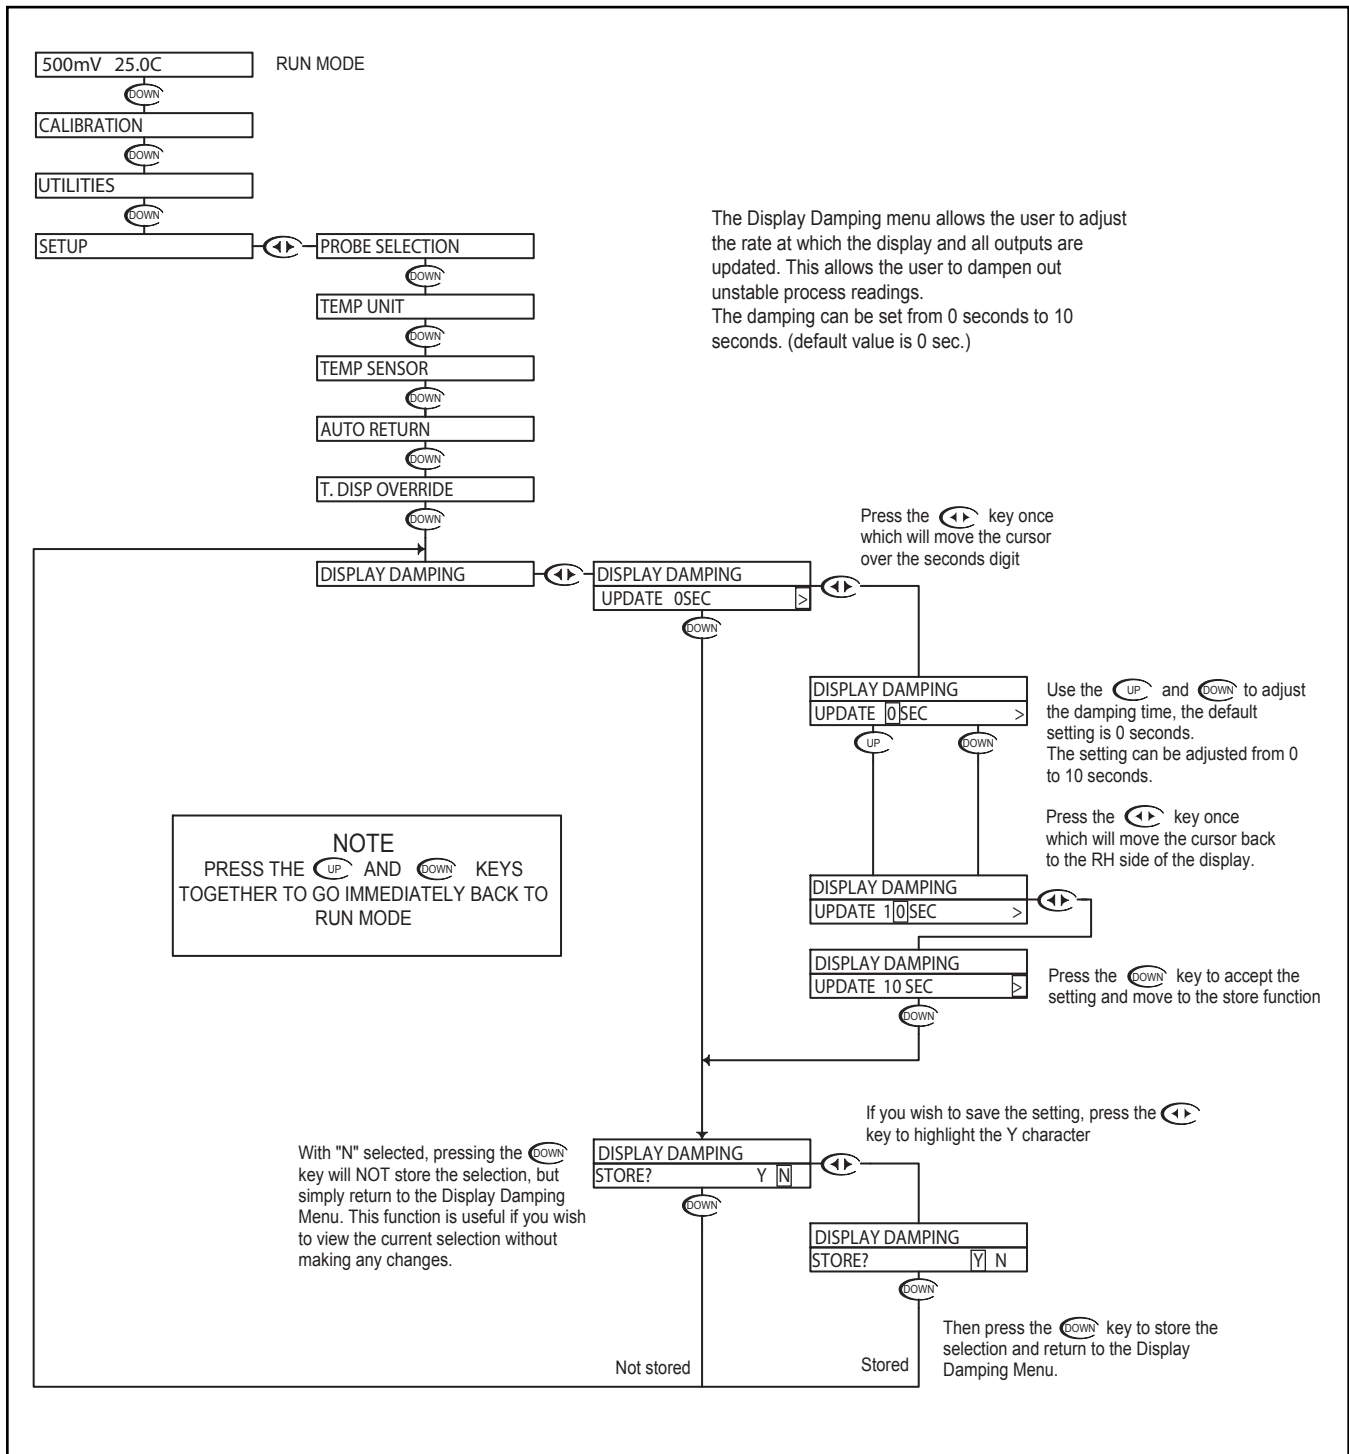 500mV 25.0C
RUN MODE
DOWN
CALIBRATION
DOWN
UTILITIES
DOWN
SETUP
PROBE SELECTION
DOWN
TEMP UNIT
DOWN
TEMP SENSOR
DOWN
AUTO RETURN
DOWN
T. DISP OVERRIDE
DOWN
DISPLAY DAMPING
The Display Damping menu allows the user to adjust
the rate at which the display and all outputs are
updated. This allows the user to dampen out
unstable process readings.
The damping can be set from 0 seconds to 10
seconds. (default value is 0 sec.)
DISPLAY DAMPING
UPDATE 0SEC >
DOWN
Press the key once
which will move the cursor
over the seconds digit
DISPLAY DAMPING
UPDATE 0SEC >
UP DOWN
Use the UP and DOWN to adjust
the damping time, the default
setting is 0 seconds.
The setting can be adjusted from 0
to 10 seconds.
Press the key once
which will move the cursor back
to the RH side of the display.
DISPLAY DAMPING
UPDATE 10SEC >
DISPLAY DAMPING
UPDATE 10 SEC >
DOWN
Press the DOWN key to accept the
setting and move to the store function
NOTE
PRESS THE UP AND DOWN KEYS
TOGETHER TO GO IMMEDIATELY BACK TO
RUN MODE
With "N" selected, pressing the DOWN
key will NOT store the selection, but
simply return to the Display Damping
Menu. This function is useful if you wish
to view the current selection without
making any changes.
DISPLAY DAMPING
STORE? Y N
DOWN
If you wish to save the setting, press the
key to highlight the Y character
DISPLAY DAMPING
STORE? Y N
DOWN
Then press the DOWN key to store the
selection and return to the Display
Damping Menu.
Not stored
Stored